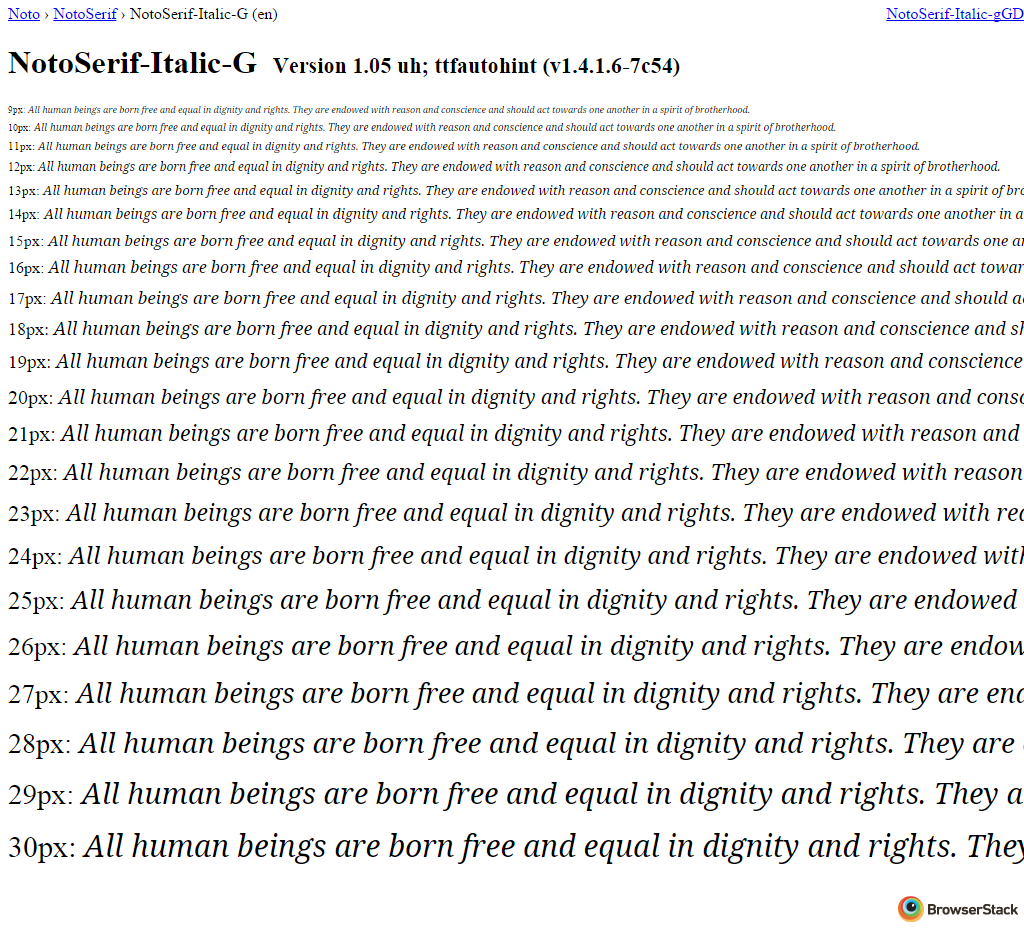 Noto › NotoSerif › NotoSerif-Italic-G (en) NotoSerif-Italic-gGD
NotoSerif-Italic-G Version 1.05 uh; ttfautohint (v1.4.1.6-7c54)
9px: All human beings are born free and equal in dignity and rights. They are endowed with reason and conscience and should act towards one another in a spirit of brotherhood.
10px: All human beings are born free and equal in dignity and rights. They are endowed with reason and conscience and should act towards one another in a spirit of brotherhood.
11px: All human beings are born free and equal in dignity and rights. They are endowed with reason and conscience and should act towards one another in a spirit of brotherhood.
12px: All human beings are born free and equal in dignity and rights. They are endowed with reason and conscience and should act towards one another in a spirit of brotherhood.
13px: All human beings are born free and equal in dignity and rights. They are endowed with reason and conscience and should act towards one another in a spirit of bro
14px: All human beings are born free and equal in dignity and rights. They are endowed with reason and conscience and should act towards one another in a
15px: All human beings are born free and equal in dignity and rights. They are endowed with reason and conscience and should act towards one an
16px: All human beings are born free and equal in dignity and rights. They are endowed with reason and conscience and should act towar
17px: All human beings are born free and equal in dignity and rights. They are endowed with reason and conscience and should a
18px: All human beings are born free and equal in dignity and rights. They are endowed with reason and conscience and sh
19px: All human beings are born free and equal in dignity and rights. They are endowed with reason and conscience
20px: All human beings are born free and equal in dignity and rights. They are endowed with reason and consc
21px: All human beings are born free and equal in dignity and rights. They are endowed with reason and
22px: All human beings are born free and equal in dignity and rights. They are endowed with reason
23px: All human beings are born free and equal in dignity and rights. They are endowed with rea
24px: All human beings are born free and equal in dignity and rights. They are endowed with
25px: All human beings are born free and equal in dignity and rights. They are endowed
26px: All human beings are born free and equal in dignity and rights. They are endow
27px: All human beings are born free and equal in dignity and rights. They are end
28px: All human beings are born free and equal in dignity and rights. They are
29px: All human beings are born free and equal in dignity and rights. They a
30px: All human beings are born free and equal in dignity and rights. They
BrowserStack